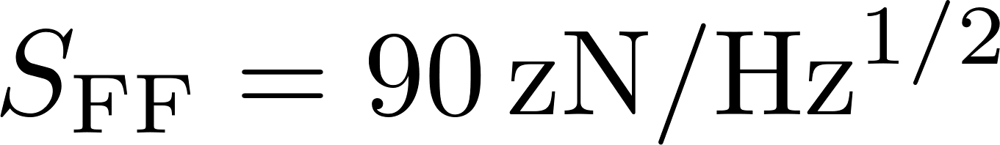 S_FF = 90 zN/Hz^1/2